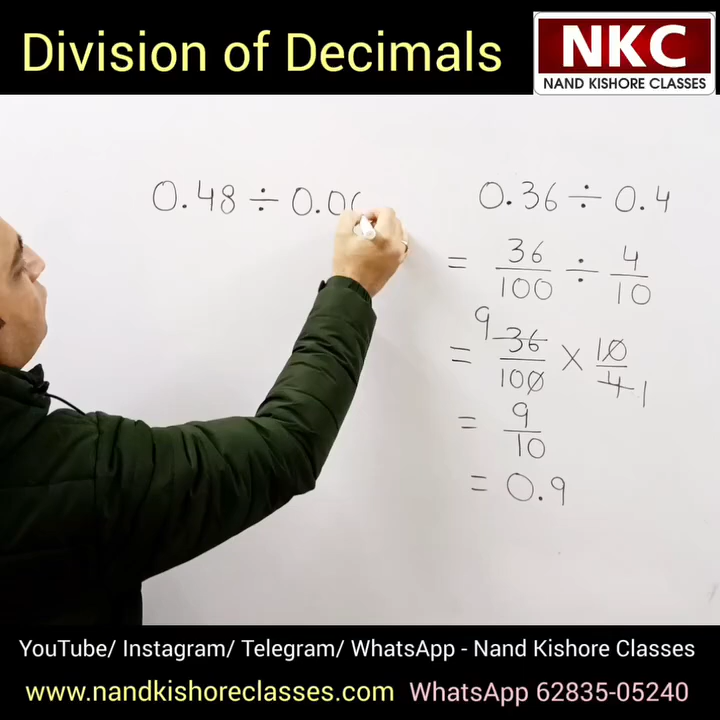 Division of Decimals
NKC
NAND KISHORE CLASSES
0.48 ÷ 0.0
0.36 ÷ 0.4
= 36/100 ÷ 4/10
= 9 36/100 × 10/4 1
= 9/10
= 0.9
YouTube/ Instagram/ Telegram/ WhatsApp - Nand Kishore Classes
www.nandkishoreclasses.com WhatsApp 62835-05240